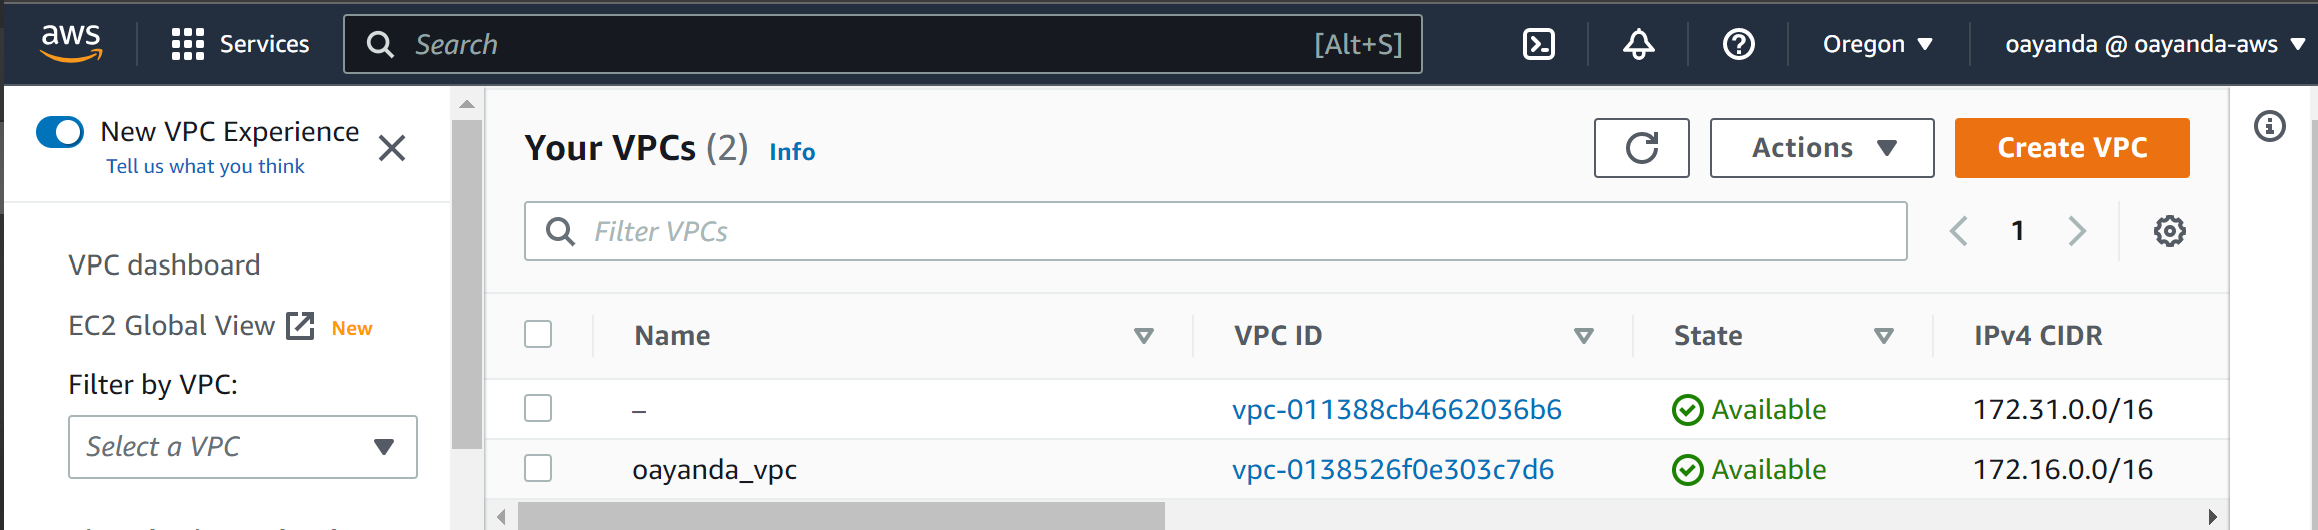 aws Services Search [Alt+S] Oregon oayanda @ oayanda-aws
New VPC Experience
Tell us what you think
VPC dashboard
EC2 Global View New
Filter by VPC:
Select a VPC
Your VPCs (2) Info Actions Create VPC
Filter VPCs 1
Name VPC ID State IPv4 CIDR
– vpc-011388cb4662036b6 Available 172.31.0.0/16
oayanda_vpc vpc-0138526f0e303c7d6 Available 172.16.0.0/16